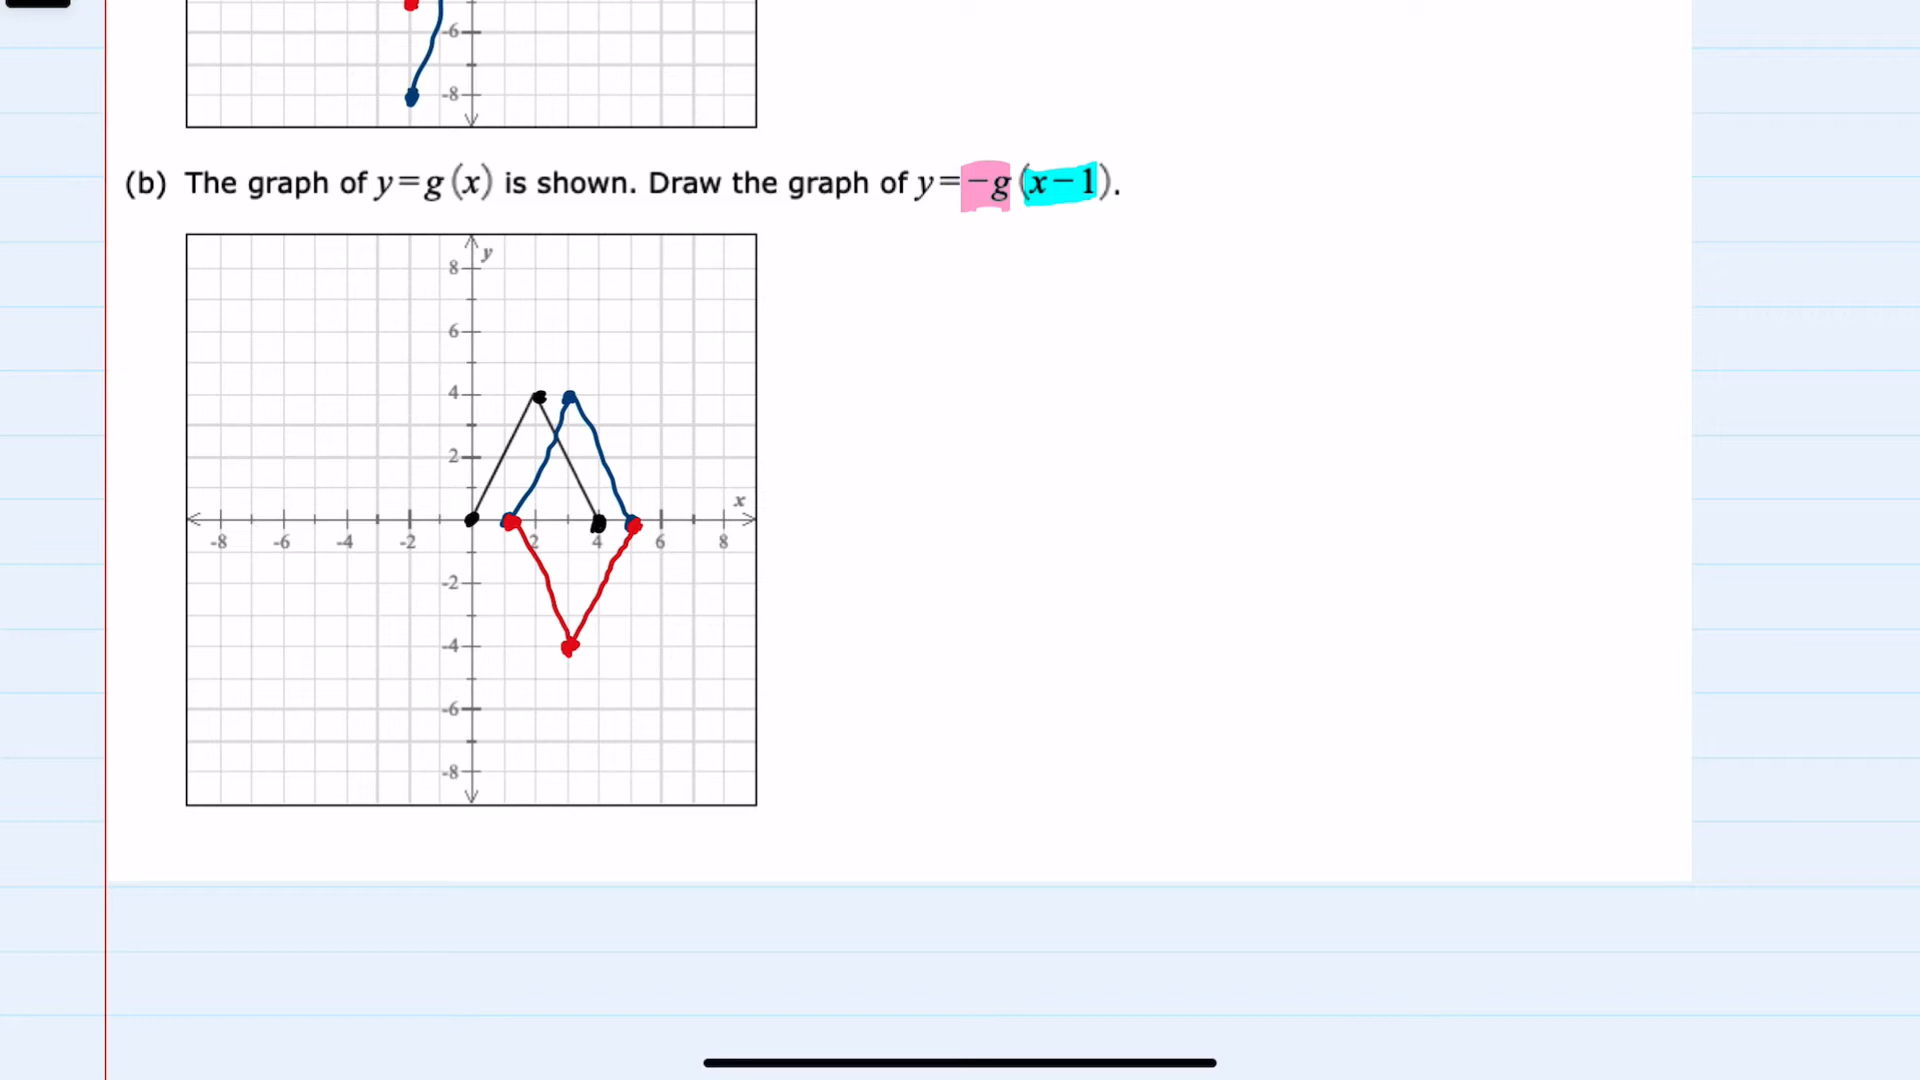 -6
-8
(b) The graph of y=g(x) is shown. Draw the graph of y=-g(x-1).
y
8
6
4
2
x
-8 -6 -4 -2 2 4 6 8
-2
-4
-6
-8